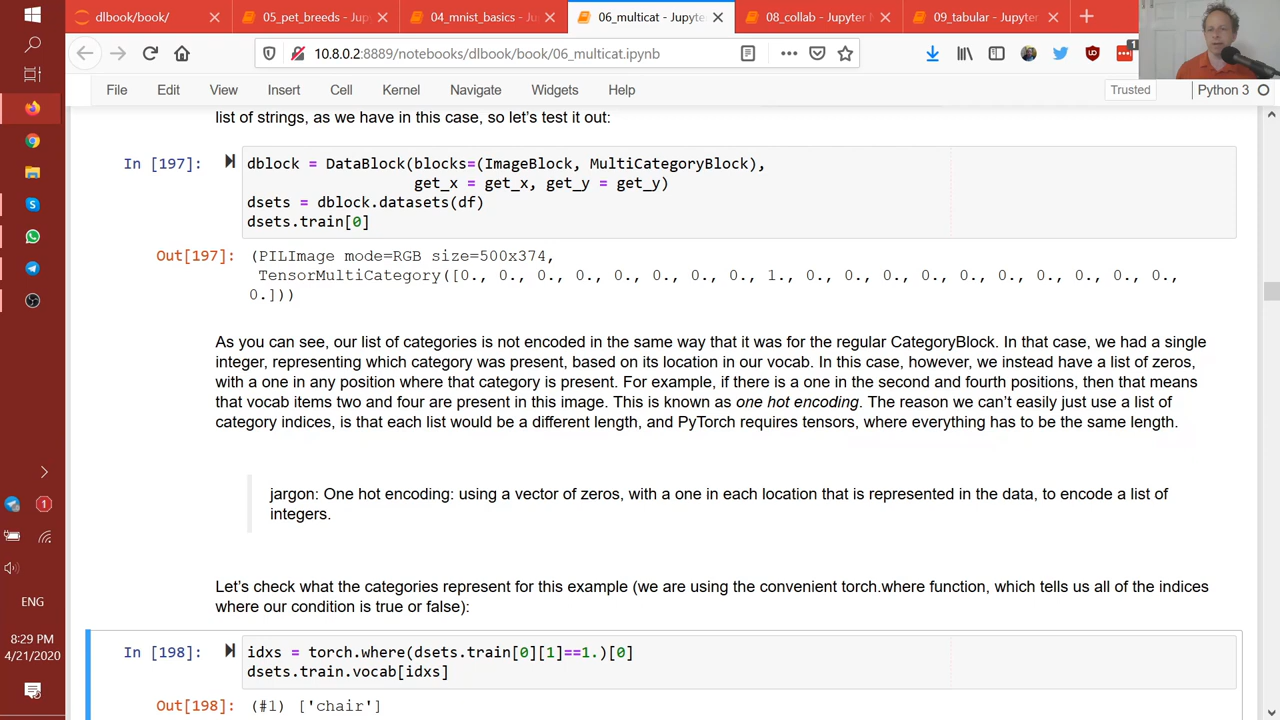 dlbook/book/
05_pet_breeds - Jupyte
04_mnist_basics - Jupyt
06_multicat - Jupyte
08_collab - Jupyter
09_tabular - Jupyte
10.8.0.2:8889/notebooks/dlbook/book/06_multicat.ipynb
1
File Edit View Insert Cell Kernel Navigate Widgets Help
Trusted
Python 3
list of strings, as we have in this case, so let's test it out:
In [197]:
dblock = DataBlock(blocks=(ImageBlock, MultiCategoryBlock),
get_x = get_x, get_y = get_y)
dsets = dblock.datasets(df)
dsets.train[0]
Out[197]: (PILImage mode=RGB size=500x374,
TensorMultiCategory([0., 0., 0., 0., 0., 0., 0., 0., 1., 0., 0., 0., 0., 0., 0., 0., 0., 0., 0.,
0.]))
As you can see, our list of categories is not encoded in the same way that it was for the regular CategoryBlock. In that case, we had a single
integer, representing which category was present, based on its location in our vocab. In this case, however, we instead have a list of zeros,
with a one in any position where that category is present. For example, if there is a one in the second and fourth positions, then that means
that vocab items two and four are present in this image. This is known as one hot encoding. The reason we can't easily just use a list of
category indices, is that each list would be a different length, and PyTorch requires tensors, where everything has to be the same length.
jargon: One hot encoding: using a vector of zeros, with a one in each location that is represented in the data, to encode a list of
integers.
Let's check what the categories represent for this example (we are using the convenient torch.where function, which tells us all of the indices
where our condition is true or false):
In [198]:
idxs = torch.where(dsets.train[0][1]==1.)[0]
dsets.train.vocab[idxs]
Out[198]: (#1) ['chair']
1
ENG
8:29 PM
4/21/2020